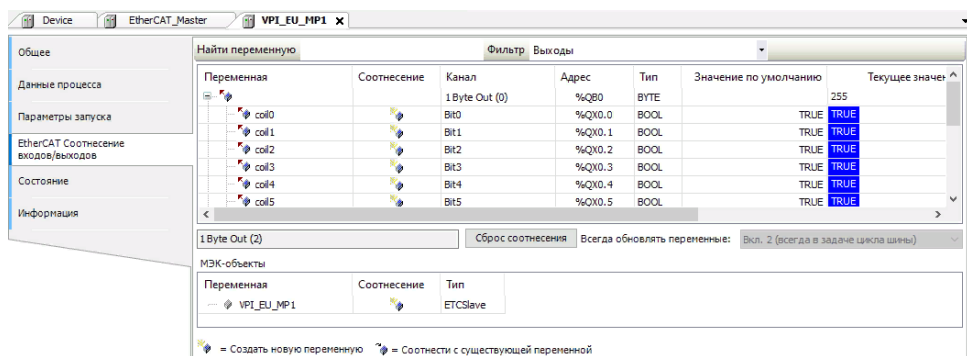 Device EtherCAT_Master VPI_EU_MP1 X
Общее
Данные процесса
Параметры запуска
EtherCAT Соотнесение
входов/выходов
Состояние
Информация
Найти переменную Фильтр Выходы
Переменная Соотнесение Канал Адрес Тип Значение по умолчанию Текущее значен
1 Byte Out (0) %QB0 BYTE 255
coil0 Bit0 %QX0.0 BOOL TRUE TRUE
coil1 Bit1 %QX0.1 BOOL TRUE TRUE
coil2 Bit2 %QX0.2 BOOL TRUE TRUE
coil3 Bit3 %QX0.3 BOOL TRUE TRUE
coil4 Bit4 %QX0.4 BOOL TRUE TRUE
coil5 Bit5 %QX0.5 BOOL TRUE TRUE
1 Byte Out (2) Сброс соотнесения Всегда обновлять переменные: Вкл. 2 (всегда в задаче цикла шины)
МЭК-объекты
Переменная Соотнесение Тип
VPI_EU_MP1 ETCSlave
= Создать новую переменную = Соотнести с существующей переменной